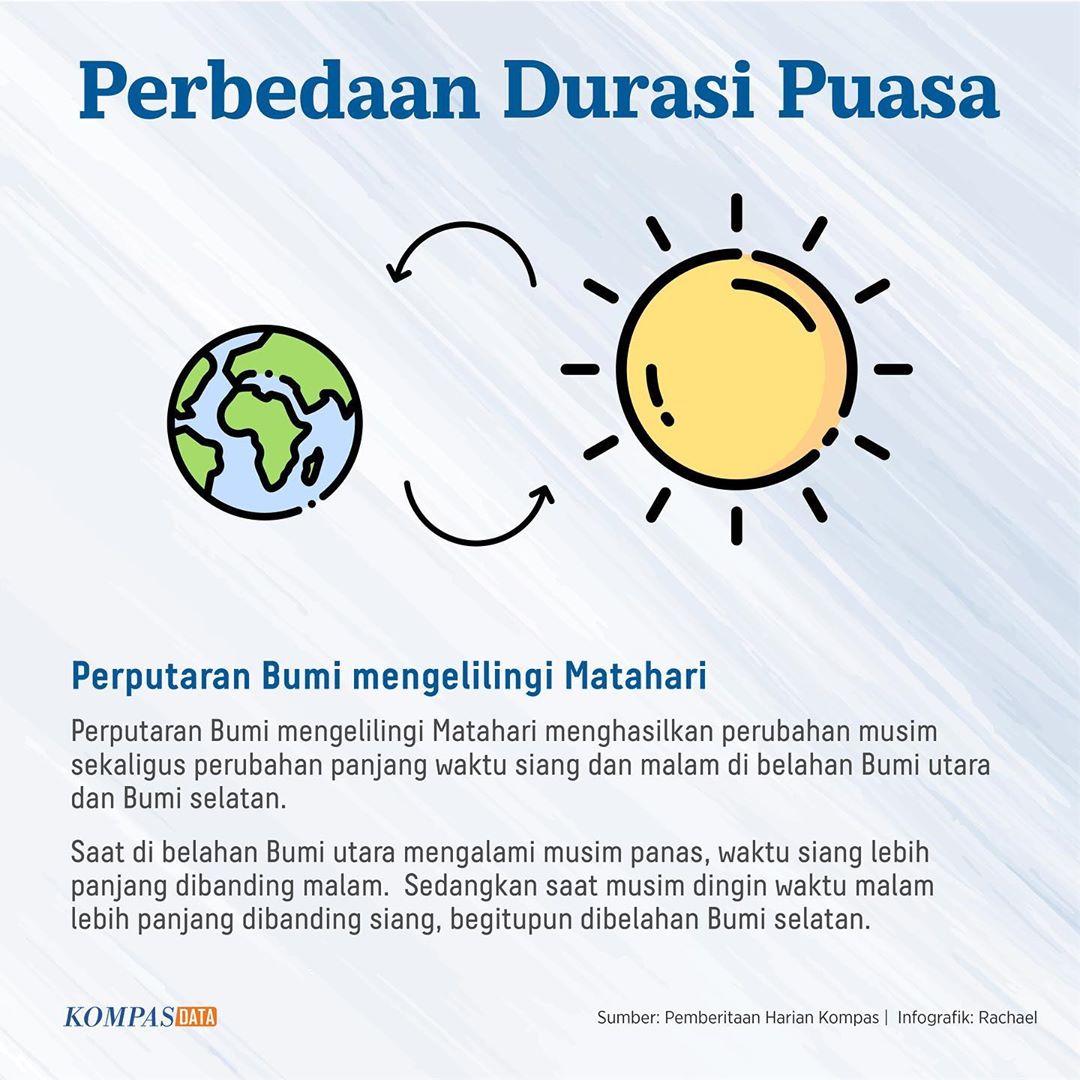 Perbedaan Durasi Puasa
Perputaran Bumi mengelilingi Matahari
Perputaran Bumi mengelilingi Matahari menghasilkan perubahan musim
sekaligus perubahan panjang waktu siang dan malam di belahan Bumi utara
dan Bumi selatan.
Saat di belahan Bumi utara mengalami musim panas, waktu siang lebih
panjang dibanding malam.  Sedangkan saat musim dingin waktu malam
lebih panjang dibanding siang, begitupun dibelahan Bumi selatan.
KOMPAS DATA
Sumber: Pemberitaan Harian Kompas | Infografik: Rachael